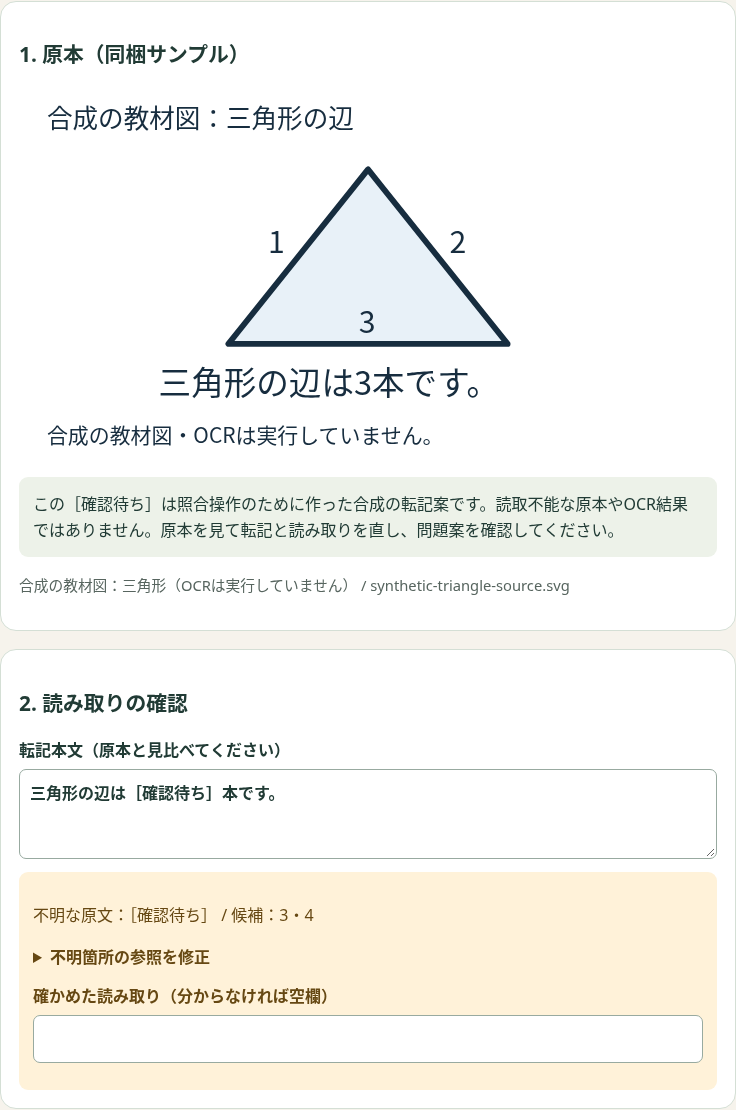 1. 原本（同梱サンプル）
合成の教材図：三角形の辺
1
2
3
三角形の辺は3本です。
合成の教材図・OCRは実行していません。
この［確認待ち］は照合操作のために作った合成の転記案です。読取不能な原本やOCR結果
ではありません。原本を見て転記と読み取りを直し、問題案を確認してください。
合成の教材図：三角形（OCRは実行していません） / synthetic-triangle-source.svg
2. 読み取りの確認
転記本文（原本と見比べてください）
三角形の辺は［確認待ち］本です。
不明な原文：［確認待ち］ / 候補：3・4
不明箇所の参照を修正
確かめた読み取り（分からなければ空欄）